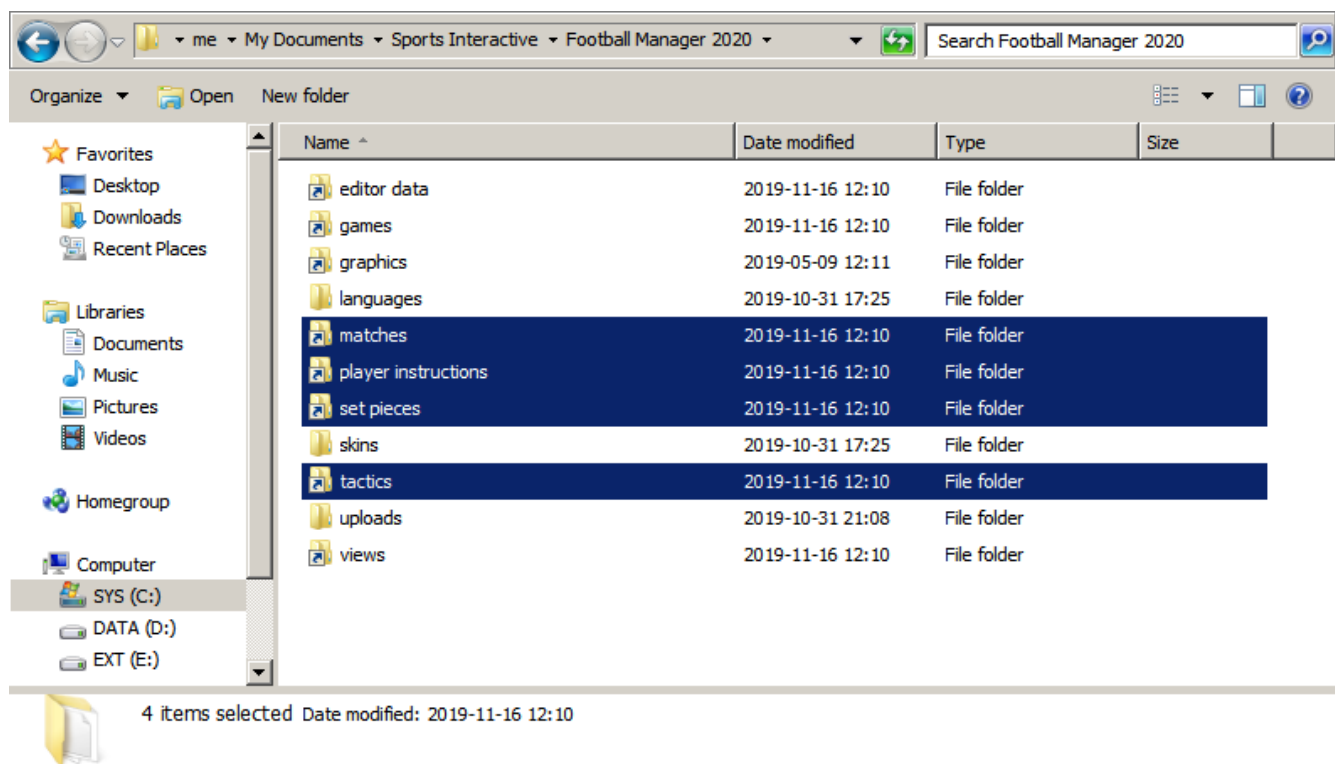 me My Documents Sports Interactive Football Manager 2020 Search Football Manager 2020
Organize Open New folder
Favorites
Desktop
Downloads
Recent Places
Libraries
Documents
Music
Pictures
Videos
Homegroup
Computer
SYS (C:)
DATA (D:)
EXT (E:)
Name Date modified Type Size
editor data 2019-11-16 12:10 File folder
games 2019-11-16 12:10 File folder
graphics 2019-05-09 12:11 File folder
languages 2019-10-31 17:25 File folder
matches 2019-11-16 12:10 File folder
player instructions 2019-11-16 12:10 File folder
set pieces 2019-11-16 12:10 File folder
skins 2019-10-31 17:25 File folder
tactics 2019-11-16 12:10 File folder
uploads 2019-10-31 21:08 File folder
views 2019-11-16 12:10 File folder
4 items selected Date modified: 2019-11-16 12:10